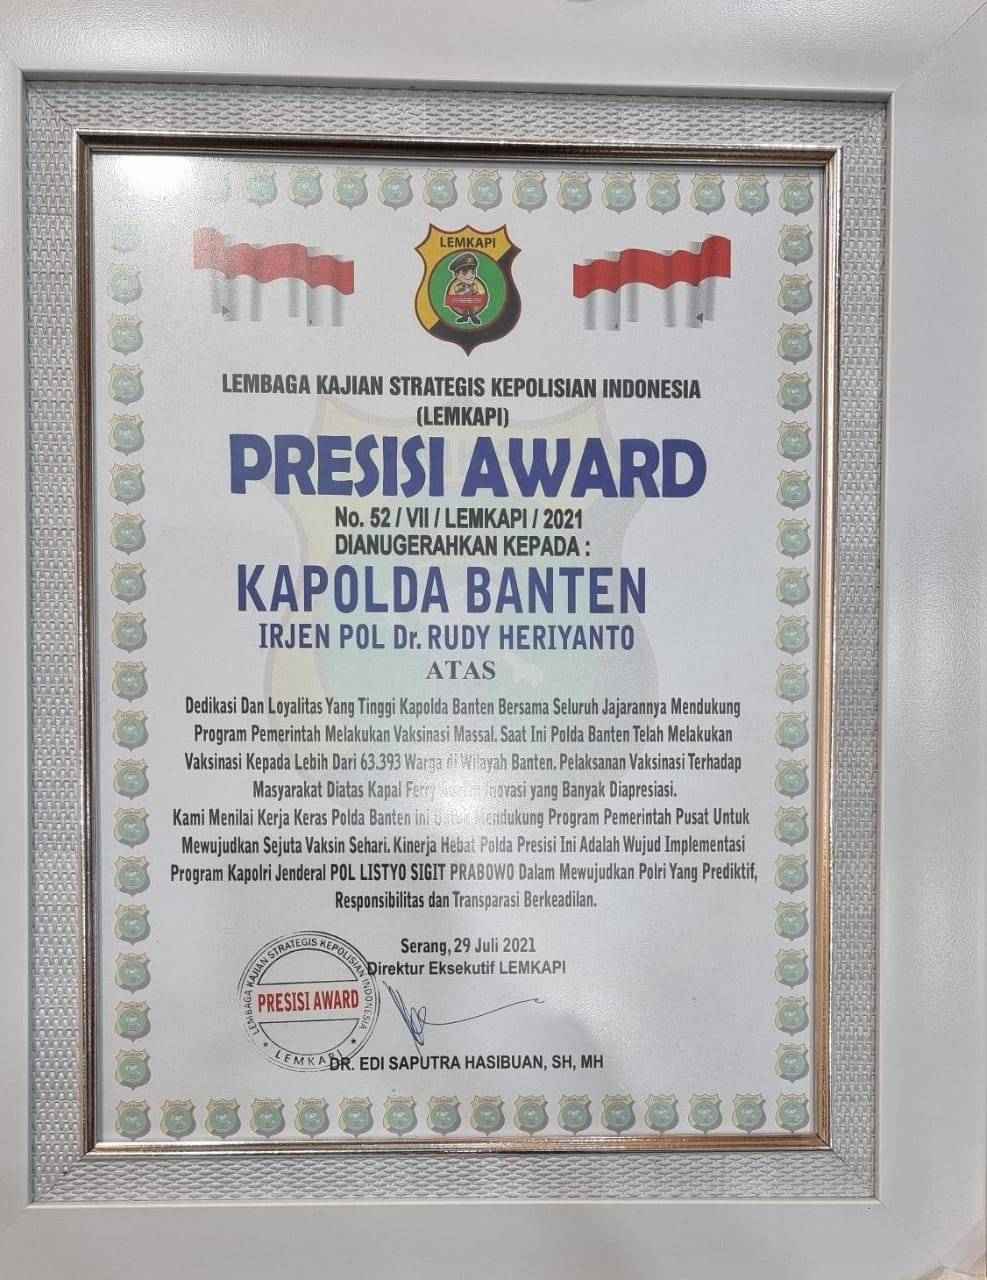 LEMKAPI
LEMBAGA KAJIAN STRATEGIS KEPOLISIAN INDONESIA
(LEMKAPI)
PRESISI AWARD
No. 52 / VII / LEMKAPI / 2021
DIANUGERAHKAN KEPADA :
KAPOLDA BANTEN
IRJEN POL Dr. RUDY HERIYANTO
ATAS
Dedikasi Dan Loyalitas Yang Tinggi Kapolda Banten Bersama Seluruh Jajarannya Mendukung
Program Pemerintah Melakukan Vaksinasi Massal. Saat Ini Polda Banten Telah Melakukan
Vaksinasi Kepada Lebih Dari 63.393 Warga di Wilayah Banten. Pelaksanan Vaksinasi Terhadap
Masyarakat Diatas Kapal Ferry Inovasi yang Banyak Diapresiasi.
Kami Menilai Kerja Keras Polda Banten ini Mendukung Program Pemerintah Pusat Untuk
Mewujudkan Sejuta Vaksin Sehari. Kinerja Hebat Polda Presisi Ini Adalah Wujud Implementasi
Program Kapolri Jenderal POL LISTYO SIGIT PRABOWO Dalam Mewujudkan Polri Yang Prediktif,
Responsibilitas dan Transparasi Berkeadilan.
Serang, 29 Juli 2021
Direktur Eksekutif LEMKAPI
LEMBAGA KAJIAN STRATEGIS KEPOLISIAN INDONESIA
PRESISI AWARD
LEMKAPI
DR. EDI SAPUTRA HASIBUAN, SH, MH